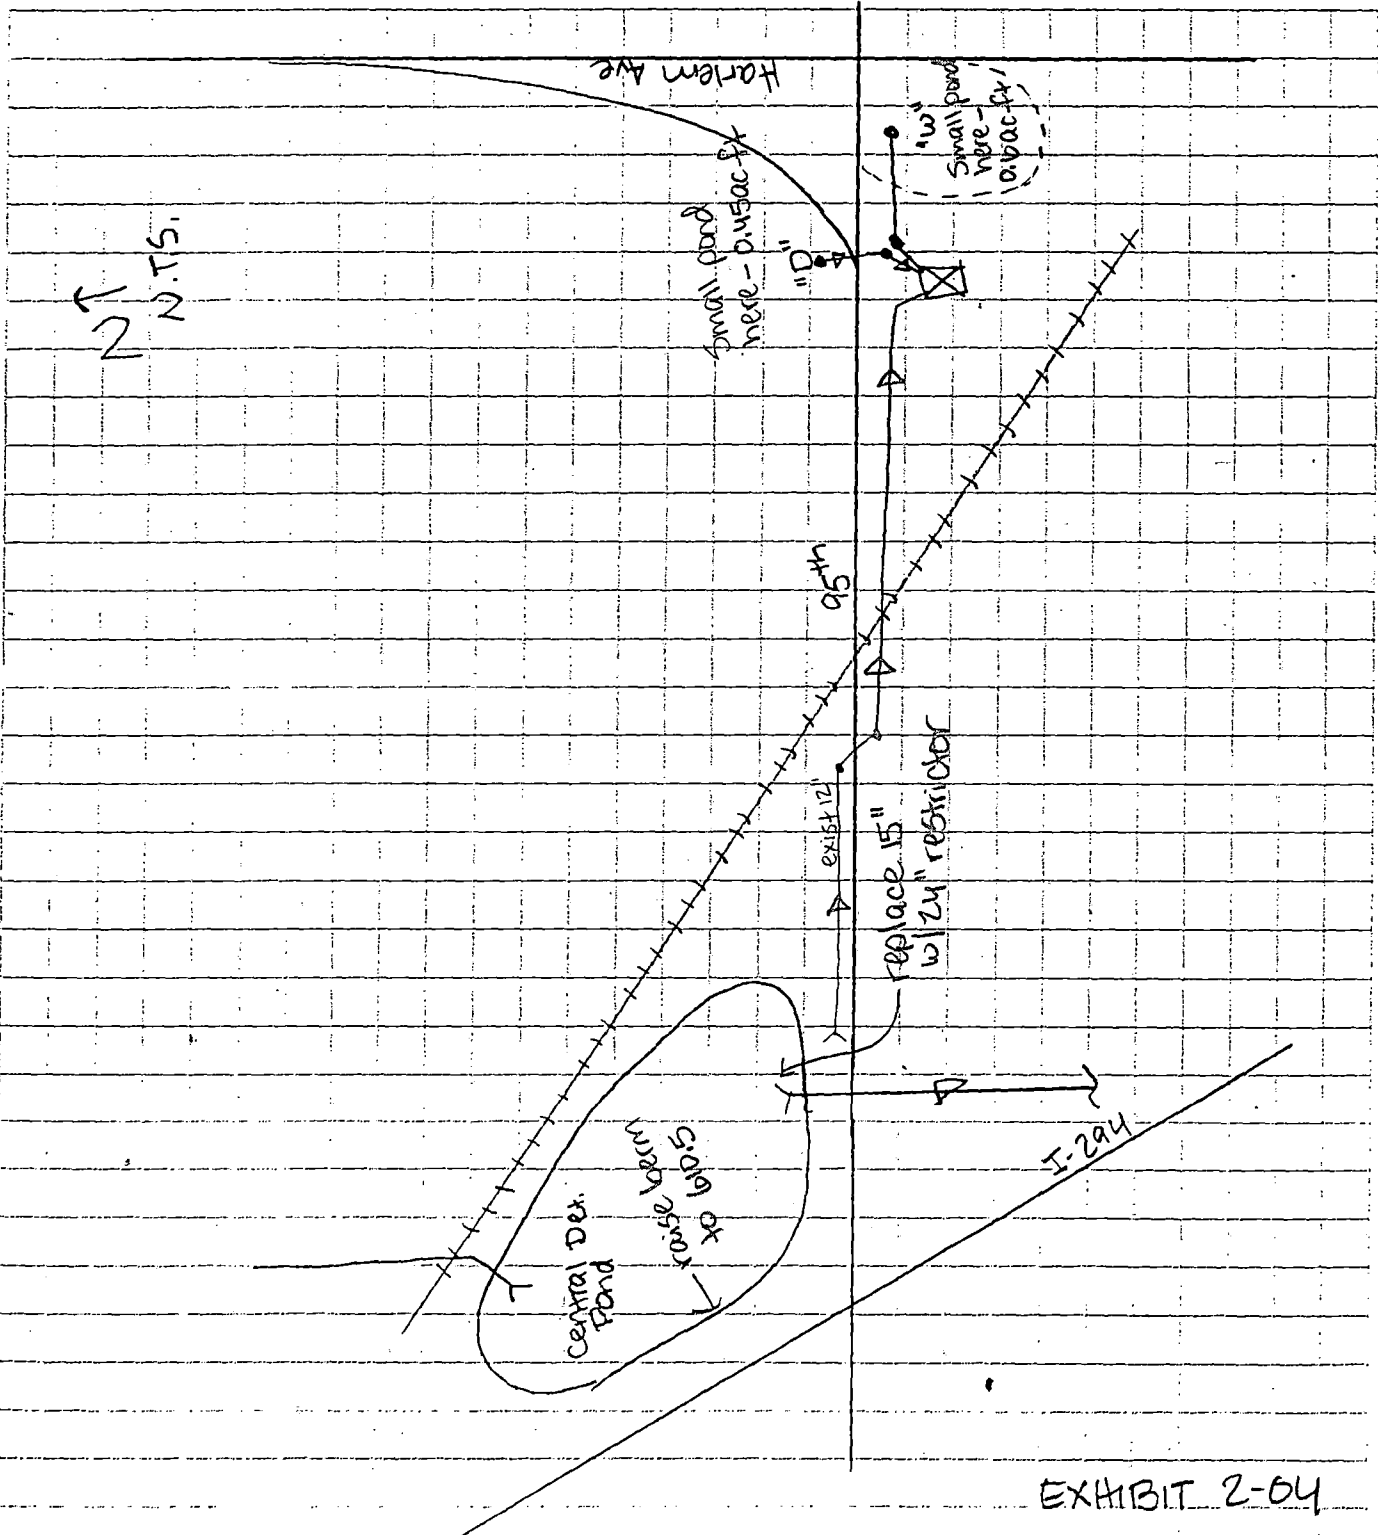 Harlem Ave
N
N.T.S.
Small pond
here - 0.45ac-ft
"D"
"W"
Small pond
here -
0.6ac-ft
95th
exist 12"
replace 15"
w/24" restrictor
raise berm
to 610.5
Central Det.
Pond
I-294
EXHIBIT 2-04